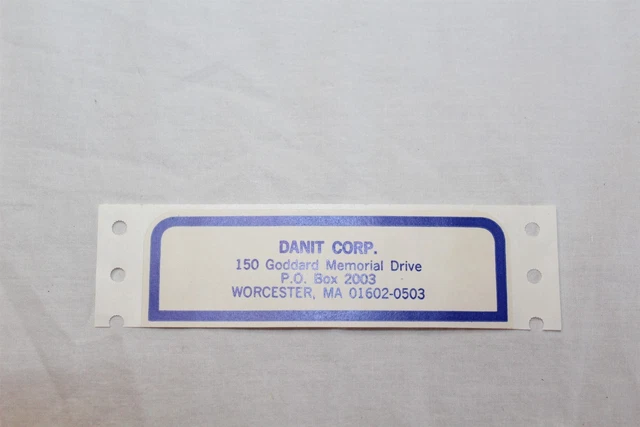 DANIT CORP.
150 Goddard Memorial Drive
P.O. Box 2003
WORCESTER, MA 01602-0503